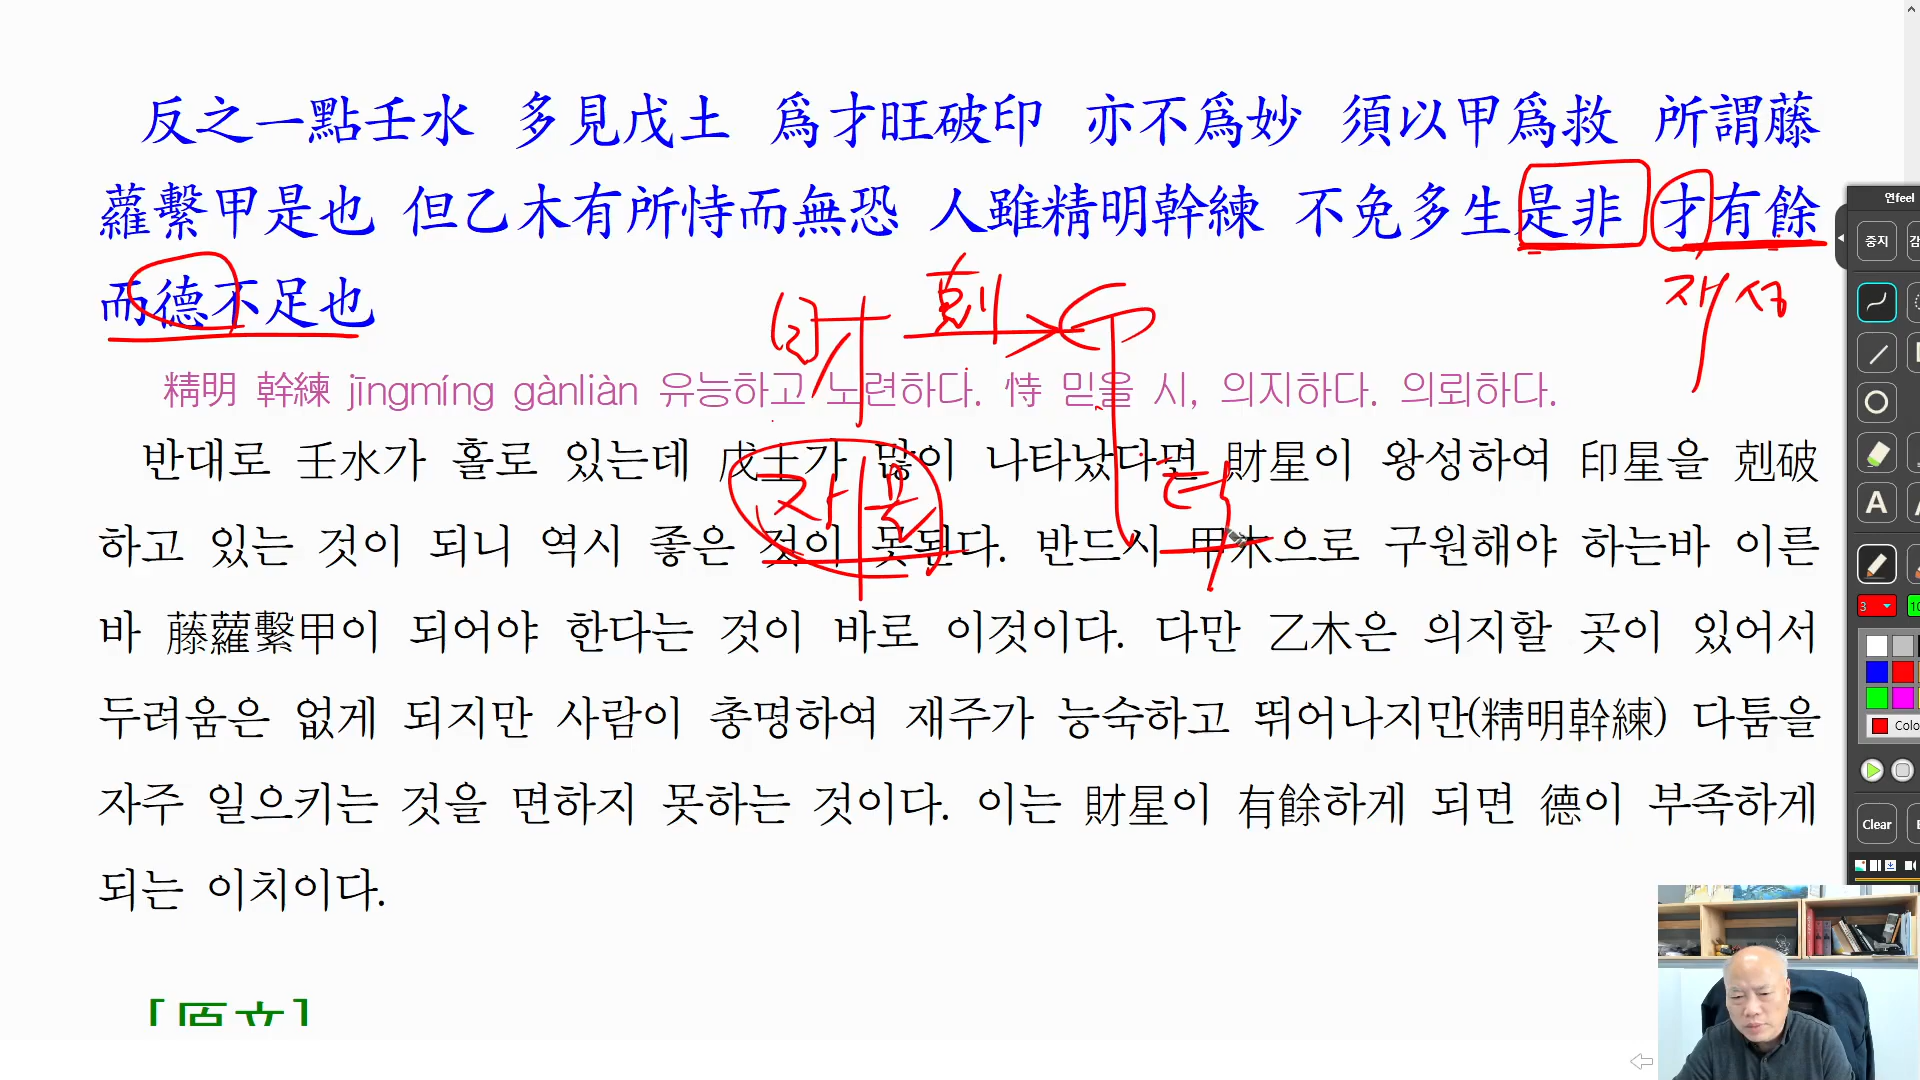 反之一點壬水 多見戊土 爲才旺破印 亦不爲妙 須以甲爲救 所謂藤
蘿繫甲是也 但乙木有所恃而無恐 人雖精明幹練 不免多生是非 才有餘
而德不足也
재성
財 剋 印
精明 幹練 jīngmíng gànliàn 유능하고 노련하다. 恃 믿을 시, 의지하다. 의뢰하다.
반대로 壬水가 홀로 있는데 戊土가 많이 나타났다면 財星이 왕성하여 印星을 剋破
하고 있는 것이 되니 역시 좋은 것이 못된다. 반드시 甲木으로 구원해야 하는바 이른
바 藤蘿繫甲이 되어야 한다는 것이 바로 이것이다. 다만 乙木은 의지할 곳이 있어서
두려움은 없게 되지만 사람이 총명하여 재주가 능숙하고 뛰어나지만(精明幹練) 다툼을
자주 일으키는 것을 면하지 못하는 것이다. 이는 財星이 有餘하게 되면 德이 부족하게
되는 이치이다.
[原文]
연feel
중지
A
3
10
Colo
Clear